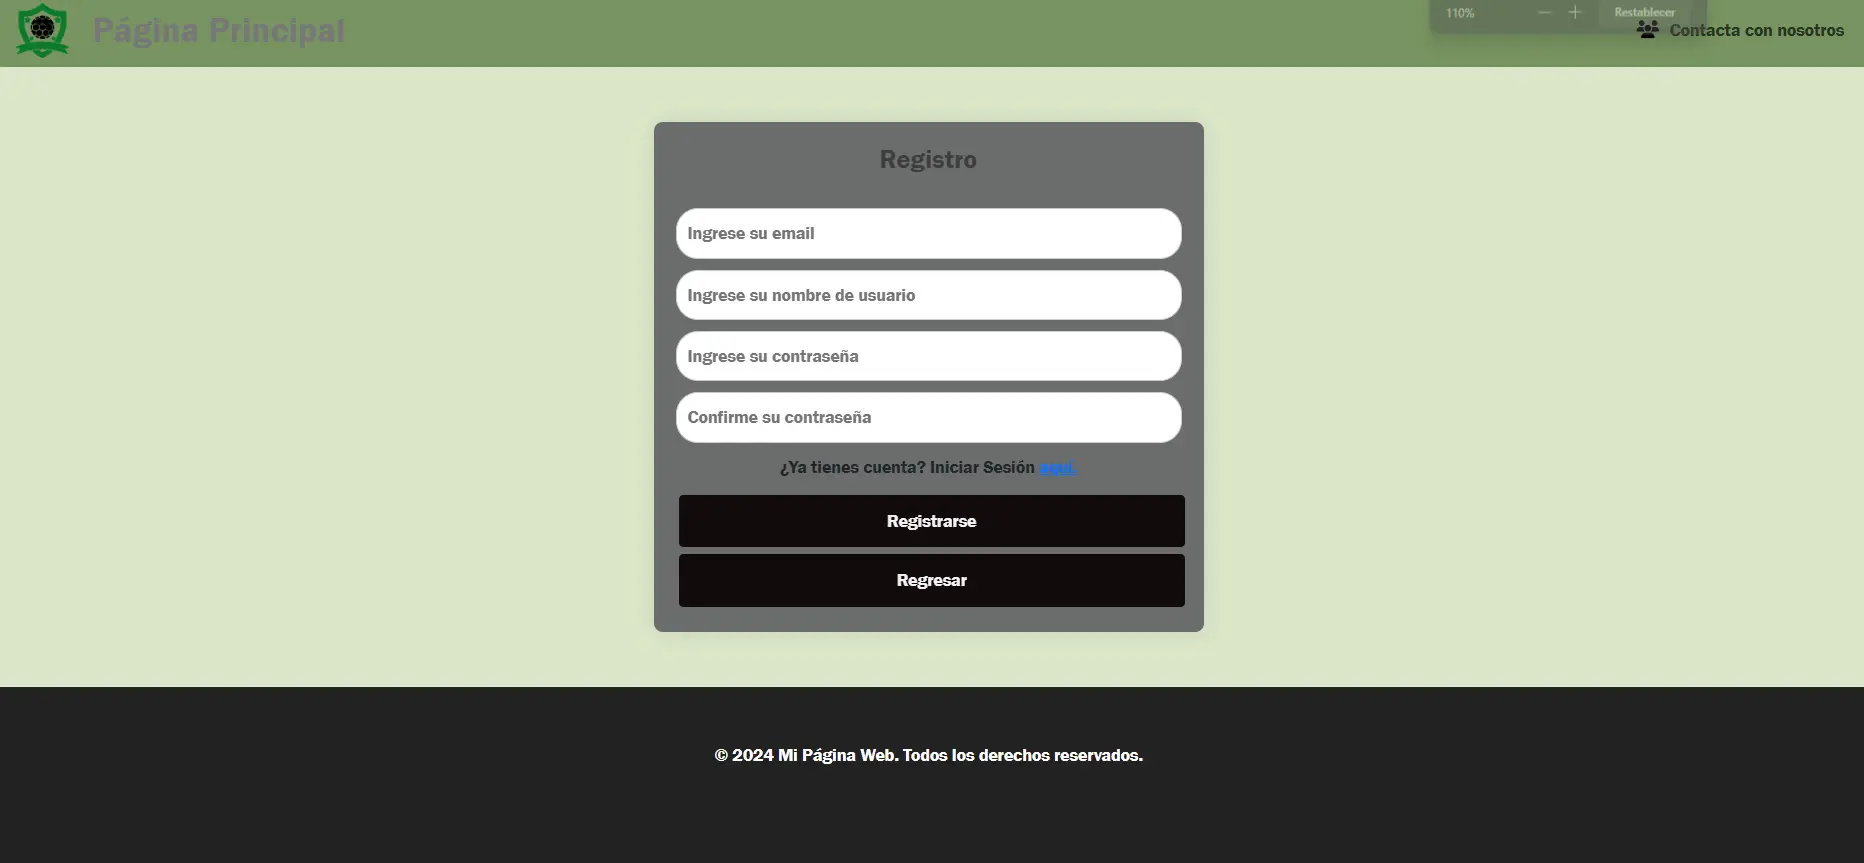 Página Principal
110%
Restablecer
Contacta con nosotros
Registro
Ingrese su email
Ingrese su nombre de usuario
Ingrese su contraseña
Confirme su contraseña
¿Ya tienes cuenta? Iniciar Sesión aquí.
Registrarse
Regresar
© 2024 Mi Página Web. Todos los derechos reservados.